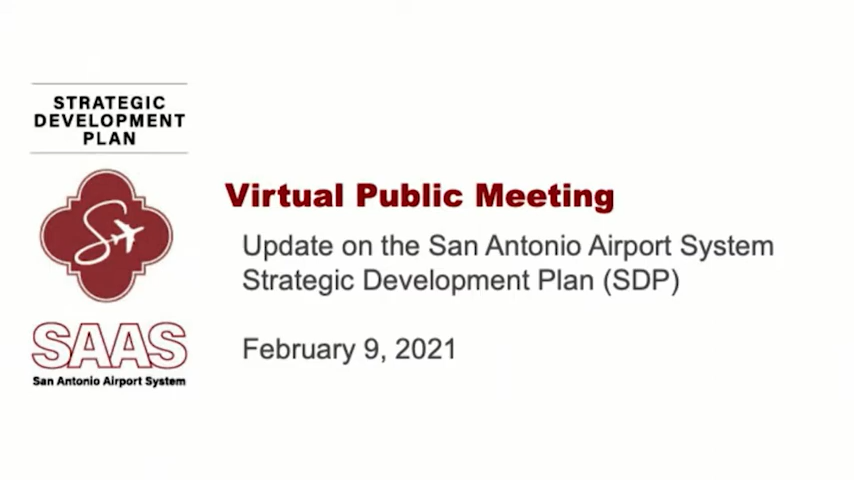 STRATEGIC
DEVELOPMENT
PLAN
SAAS
San Antonio Airport System
Virtual Public Meeting
Update on the San Antonio Airport System
Strategic Development Plan (SDP)
February 9, 2021